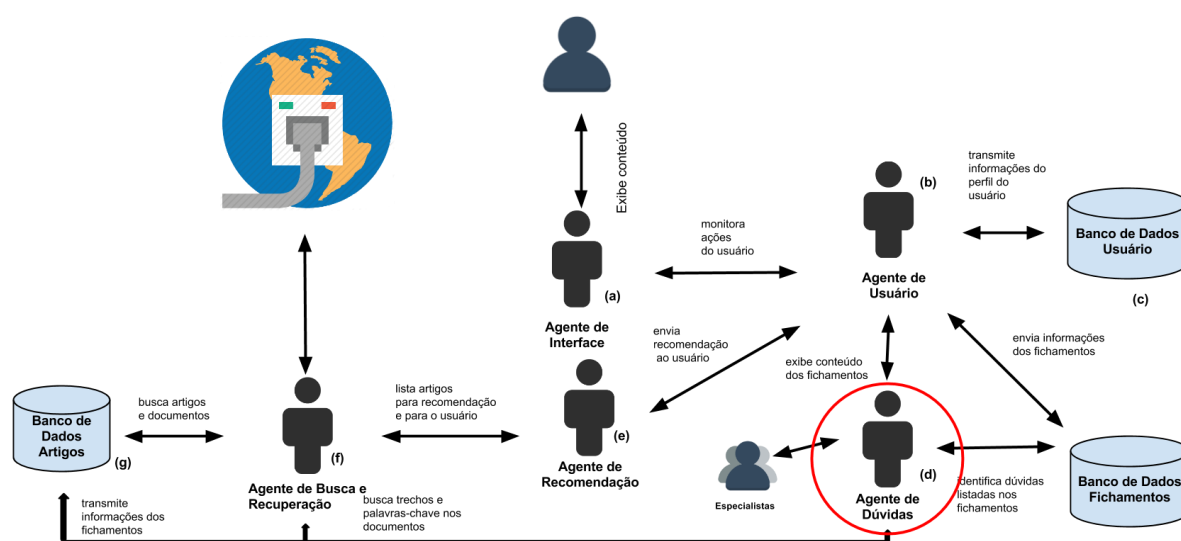 Exibe conteúdo
(b)
transmite
informações do
perfil do
usuário
Banco de Dados
Usuário
(c)
monitora
ações
do usuário
Agente de
Usuário
(a)
Agente de
Interface
envia
recomendação
ao usuário
exibe conteúdo
dos fichamentos
envia informações
dos fichamentos
Banco de
Dados
Artigos
(g)
busca artigos
e documentos
(f)
Agente de Busca e
Recuperação
lista artigos
para recomendação
e para o usuário
(e)
Agente de
Recomendação
Especialistas
(d)
Agente de
Dúvidas
identifica dúvidas
listadas nos
fichamentos
Banco de Dados
Fichamentos
transmite
informações dos
fichamentos
busca trechos e
palavras-chave nos
documentos